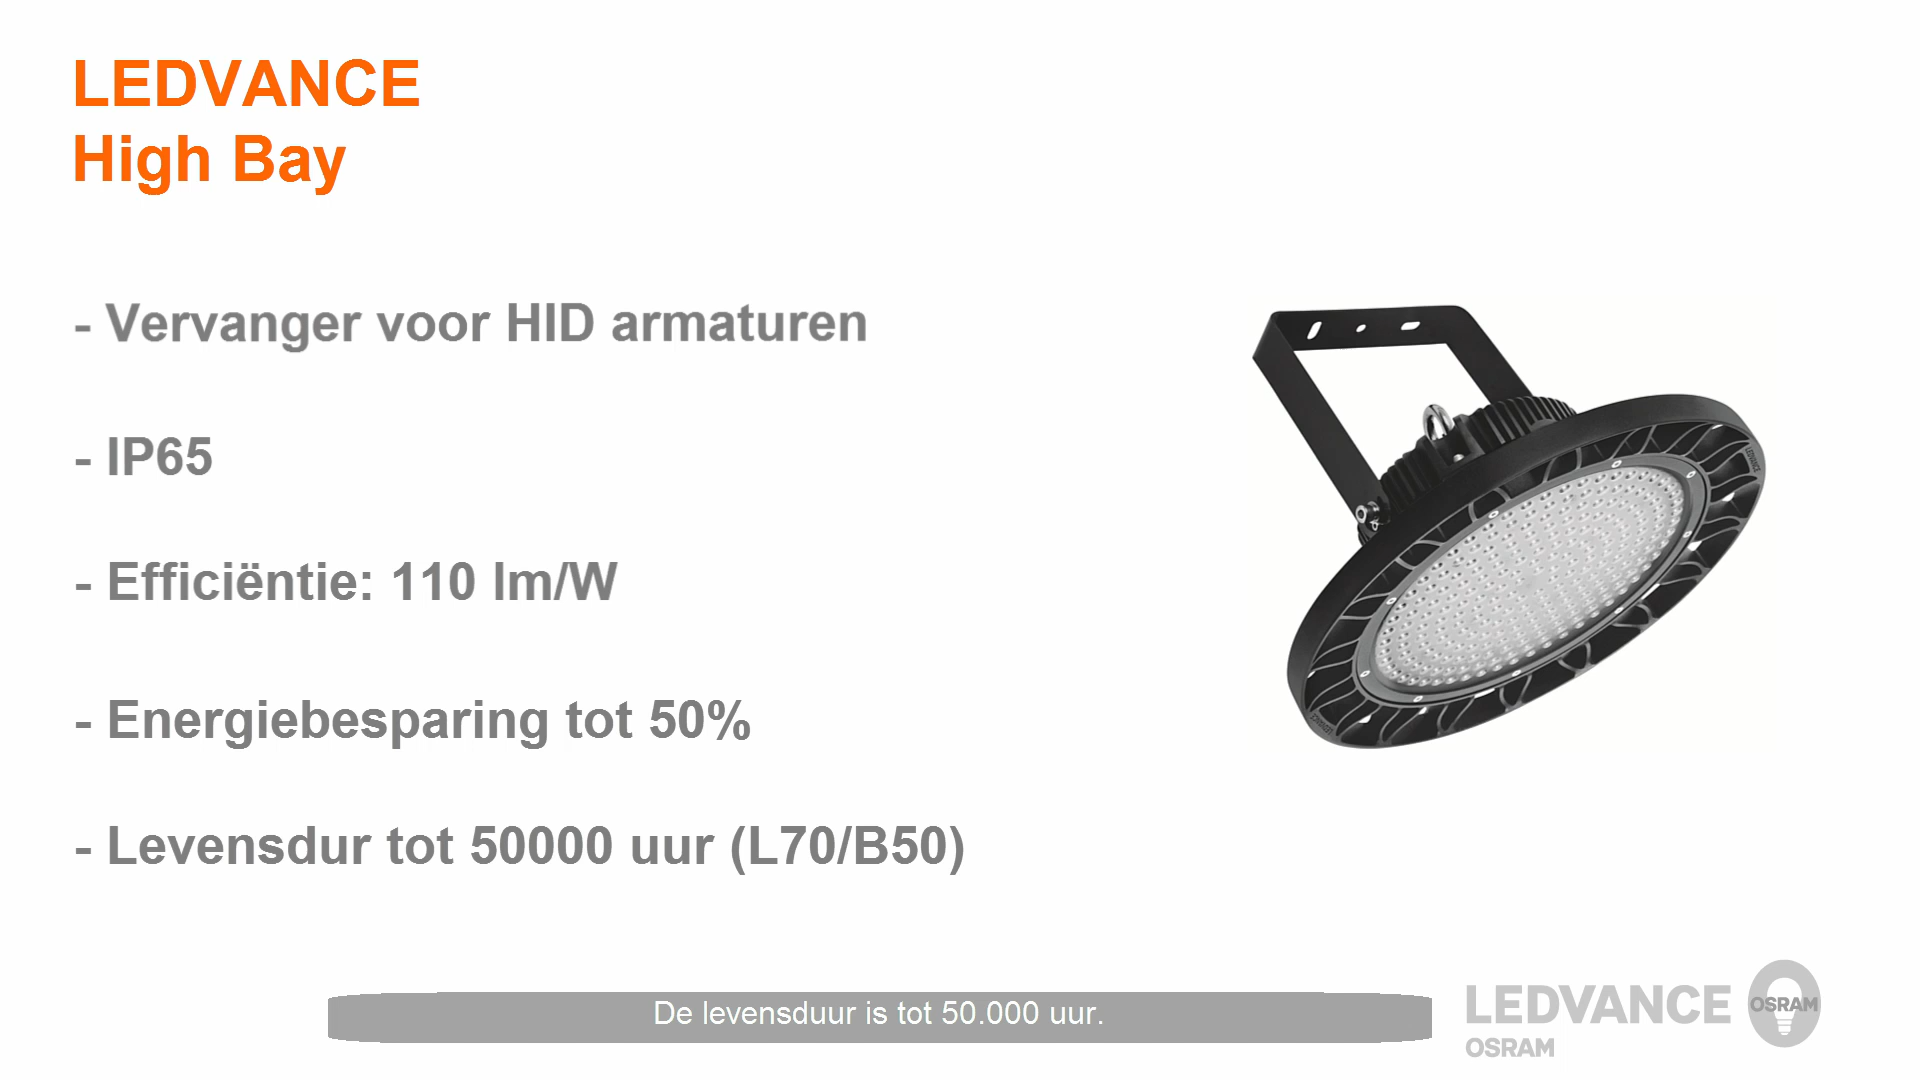 LEDVANCE
High Bay
- Vervanger voor HID armaturen
- IP65
- Efficiëntie: 110 lm/W
- Energiebesparing tot 50%
- Levensdur tot 50000 uur (L70/B50)
De levensduur is tot 50.000 uur.
LEDVANCE
OSRAM
OSRAM